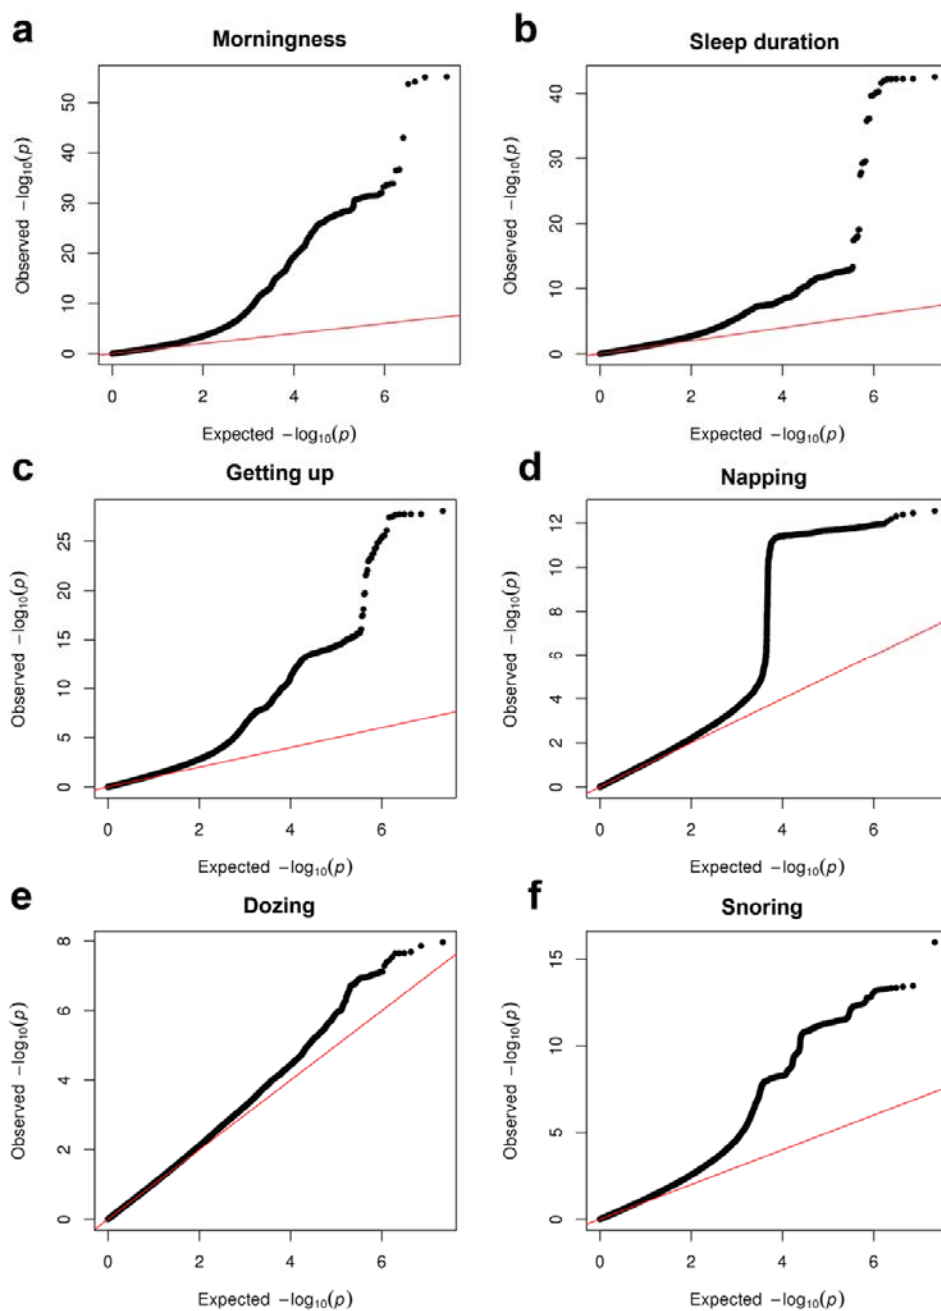 a
Morningness
Observed −log10(p)
50
40
30
20
10
0
0 2 4 6
Expected −log10(p)
b
Sleep duration
Observed −log10(p)
40
30
20
10
0
0 2 4 6
Expected −log10(p)
c
Getting up
Observed −log10(p)
25
20
15
10
5
0
0 2 4 6
Expected −log10(p)
d
Napping
Observed −log10(p)
12
10
8
6
4
2
0
0 2 4 6
Expected −log10(p)
e
Dozing
Observed −log10(p)
8
6
4
2
0
0 2 4 6
Expected −log10(p)
f
Snoring
Observed −log10(p)
15
10
5
0
0 2 4 6
Expected −log10(p)